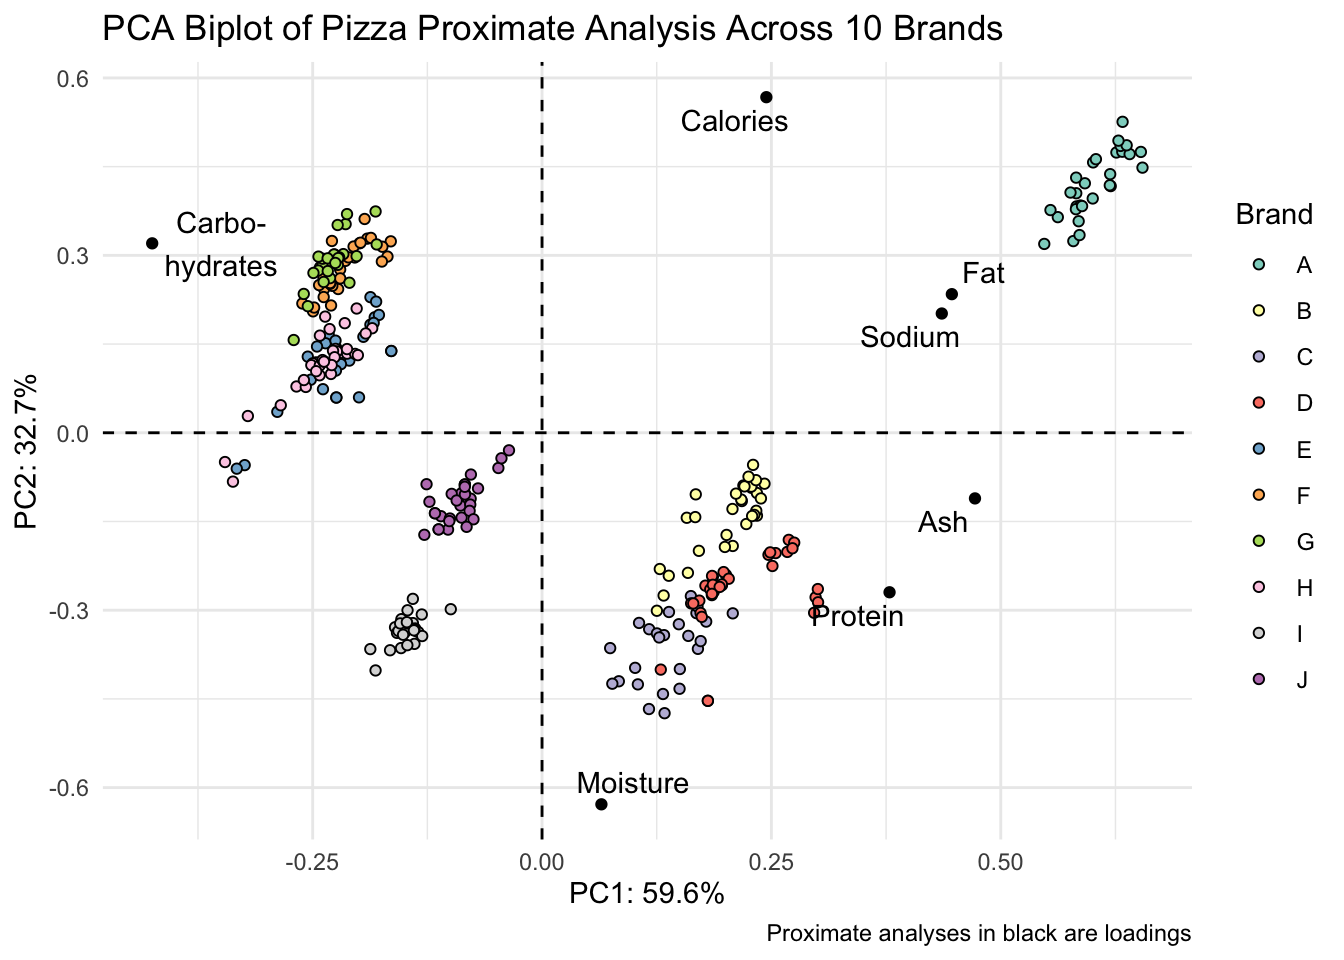 PCA Biplot of Pizza Proximate Analysis Across 10 Brands
0.6
0.3
0.0
-0.3
-0.6
PC2: 32.7%
Calories
Carbo-
hydrates
Fat
Sodium
Ash
Protein
Moisture
-0.25
0.00
0.25
0.50
PC1: 59.6%
Brand
A
B
C
D
E
F
G
H
I
J
Proximate analyses in black are loadings